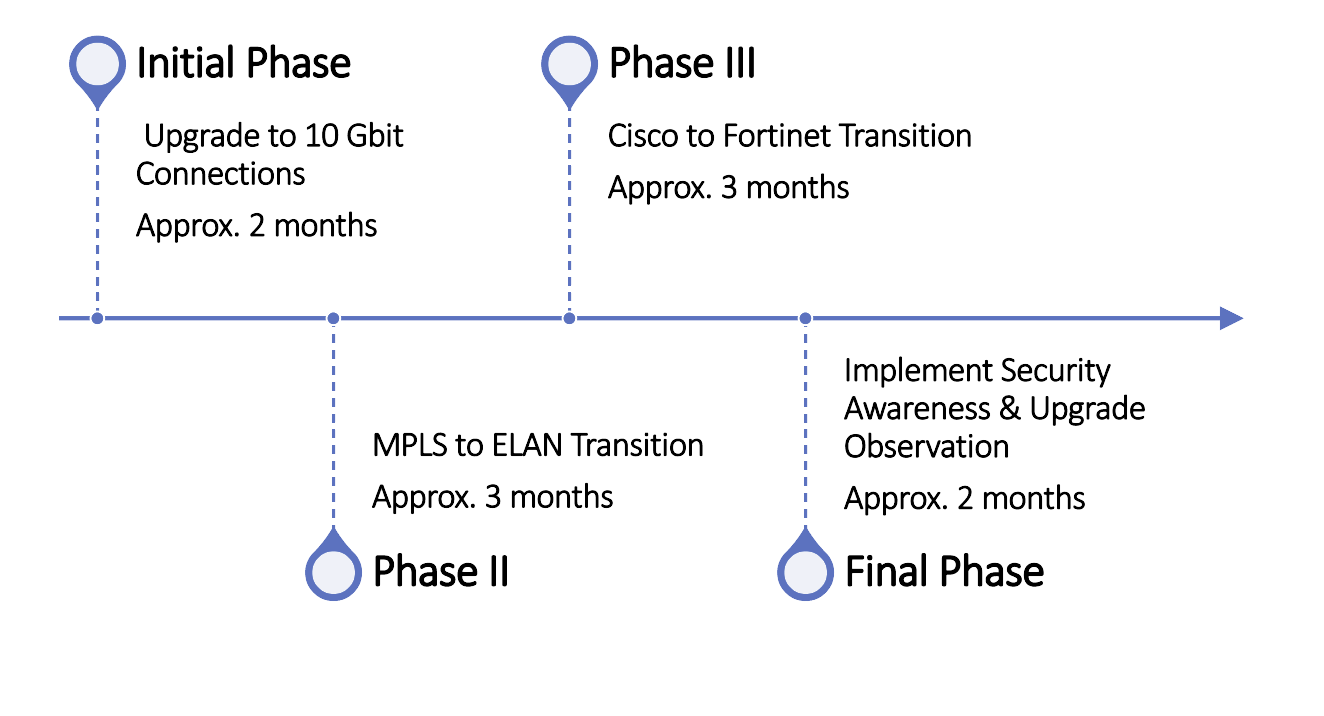 Initial Phase
Upgrade to 10 Gbit
Connections
Approx. 2 months
MPLS to ELAN Transition
Approx. 3 months
Phase II
Phase III
Cisco to Fortinet Transition
Approx. 3 months
Implement Security
Awareness & Upgrade
Observation
Approx. 2 months
Final Phase